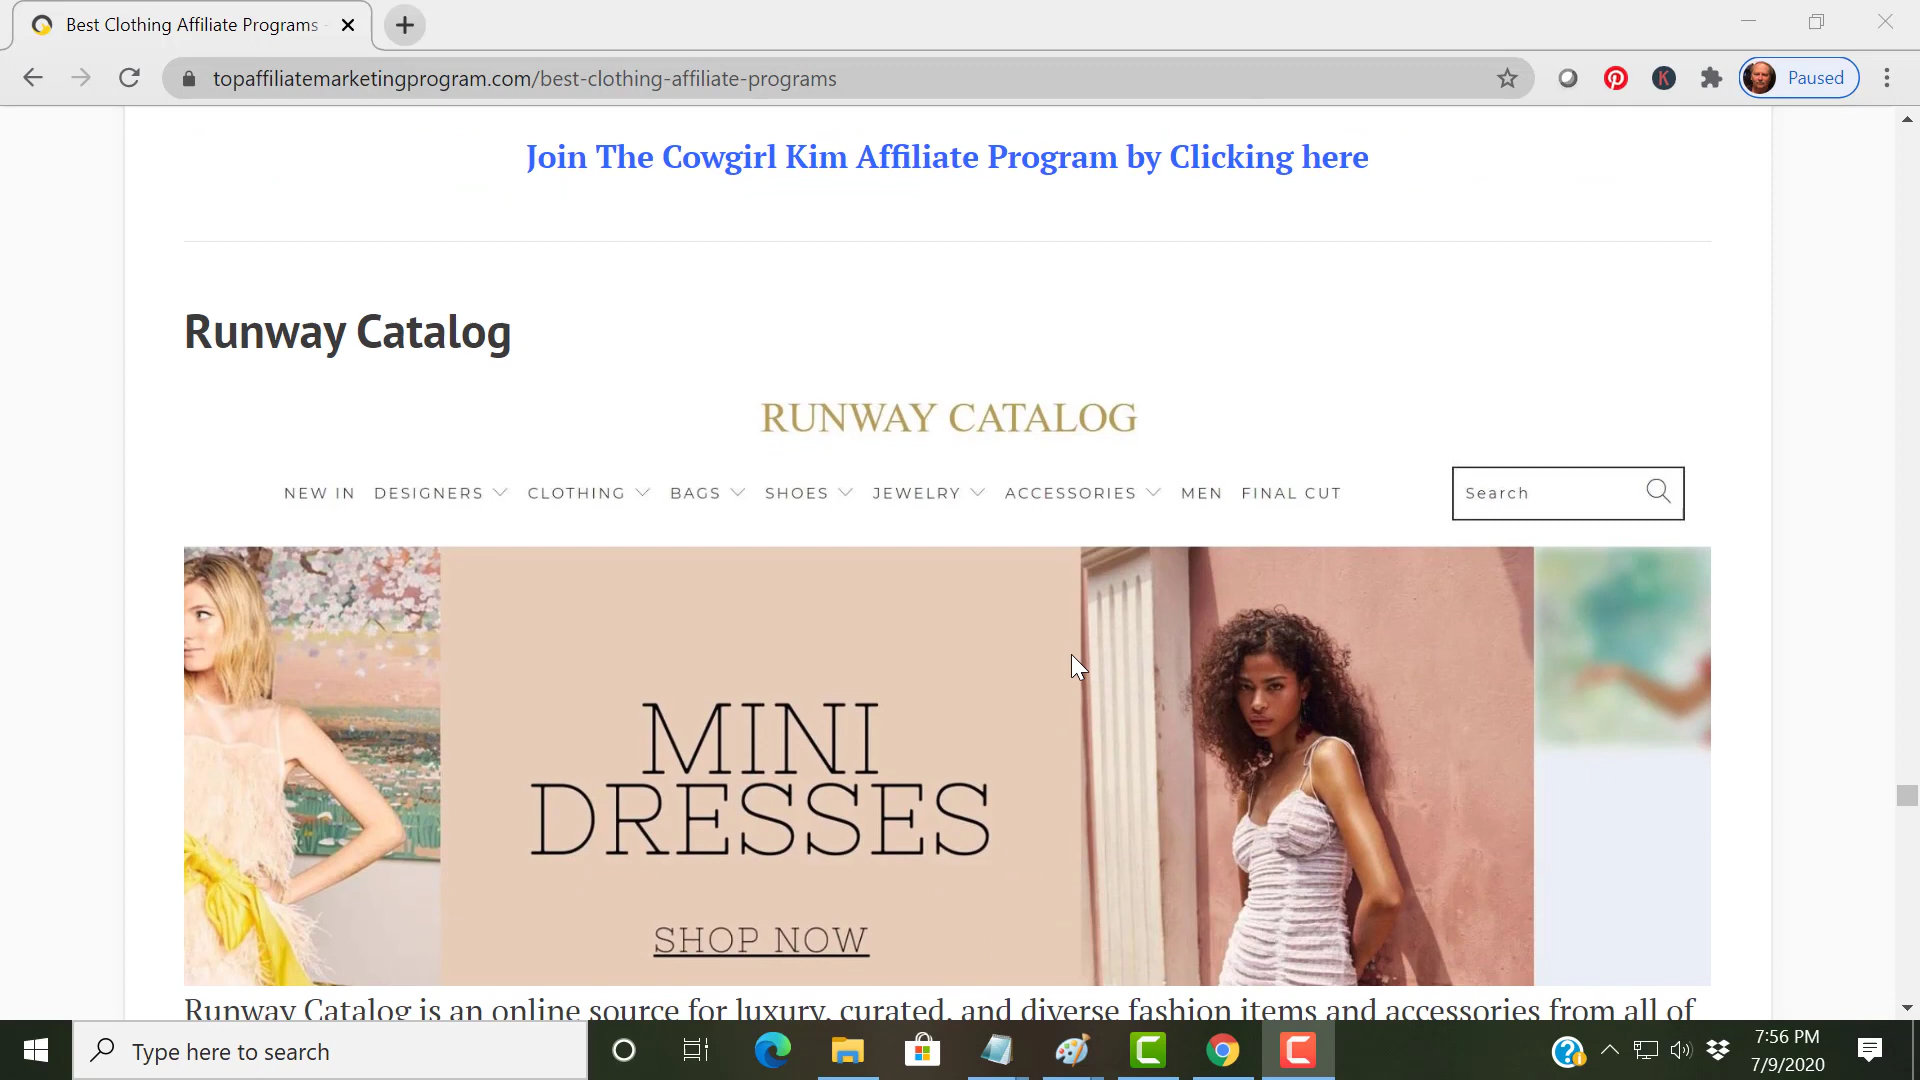 Best Clothing Affiliate Programs -
topaffiliatemarketingprogram.com/best-clothing-affiliate-programs
K
Paused
Join The Cowgirl Kim Affiliate Program by Clicking here
Runway Catalog
RUNWAY CATALOG
NEW IN DESIGNERS CLOTHING BAGS SHOES JEWELRY ACCESSORIES MEN FINAL CUT Search
MINI
DRESSES
SHOP NOW
Runway Catalog is an online source for luxury, curated, and diverse fashion items and accessories from all of
Type here to search
7:56 PM
7/9/2020